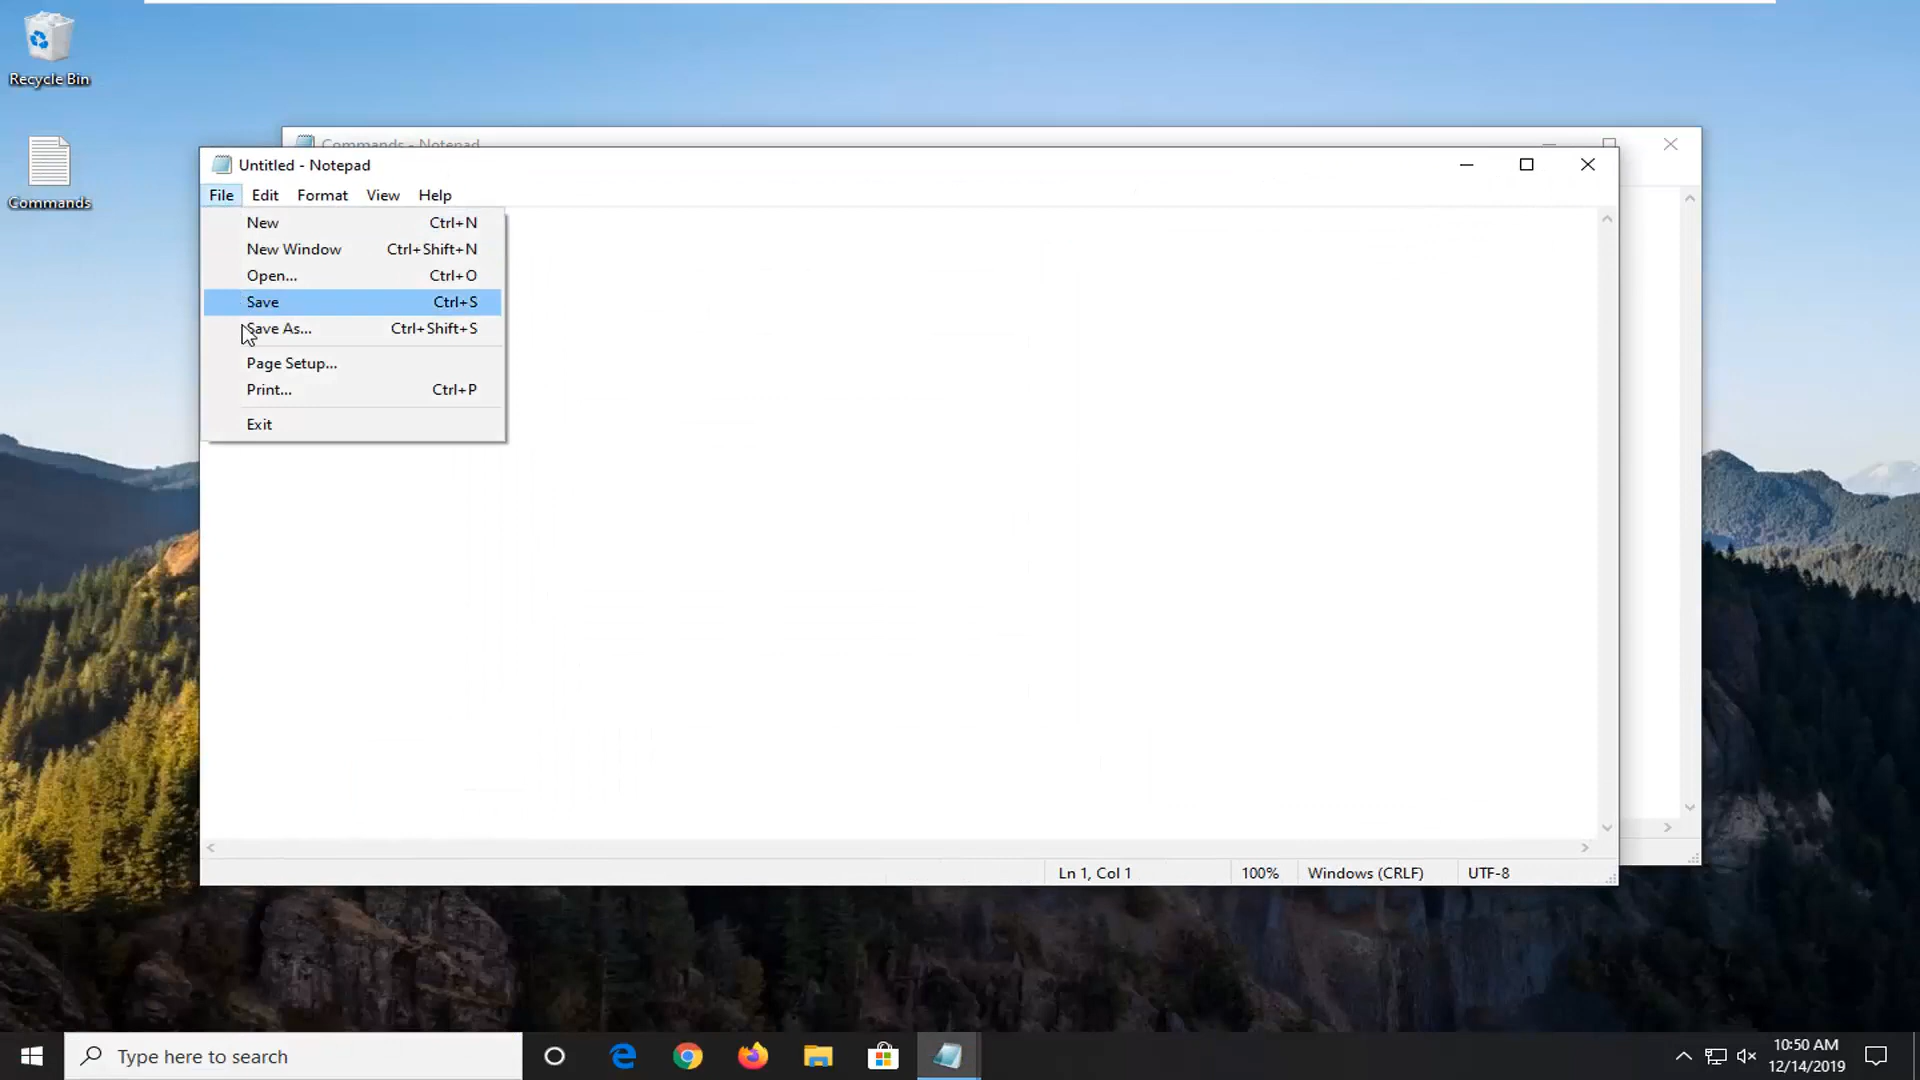 Recycle Bin
Commands
Commands - Notepad
Untitled - Notepad
File Edit Format View Help
New Ctrl+N
New Window Ctrl+Shift+N
Open... Ctrl+O
Save Ctrl+S
Save As... Ctrl+Shift+S
Page Setup...
Print... Ctrl+P
Exit
Ln 1, Col 1 100% Windows (CRLF) UTF-8
Type here to search
10:50 AM
12/14/2019